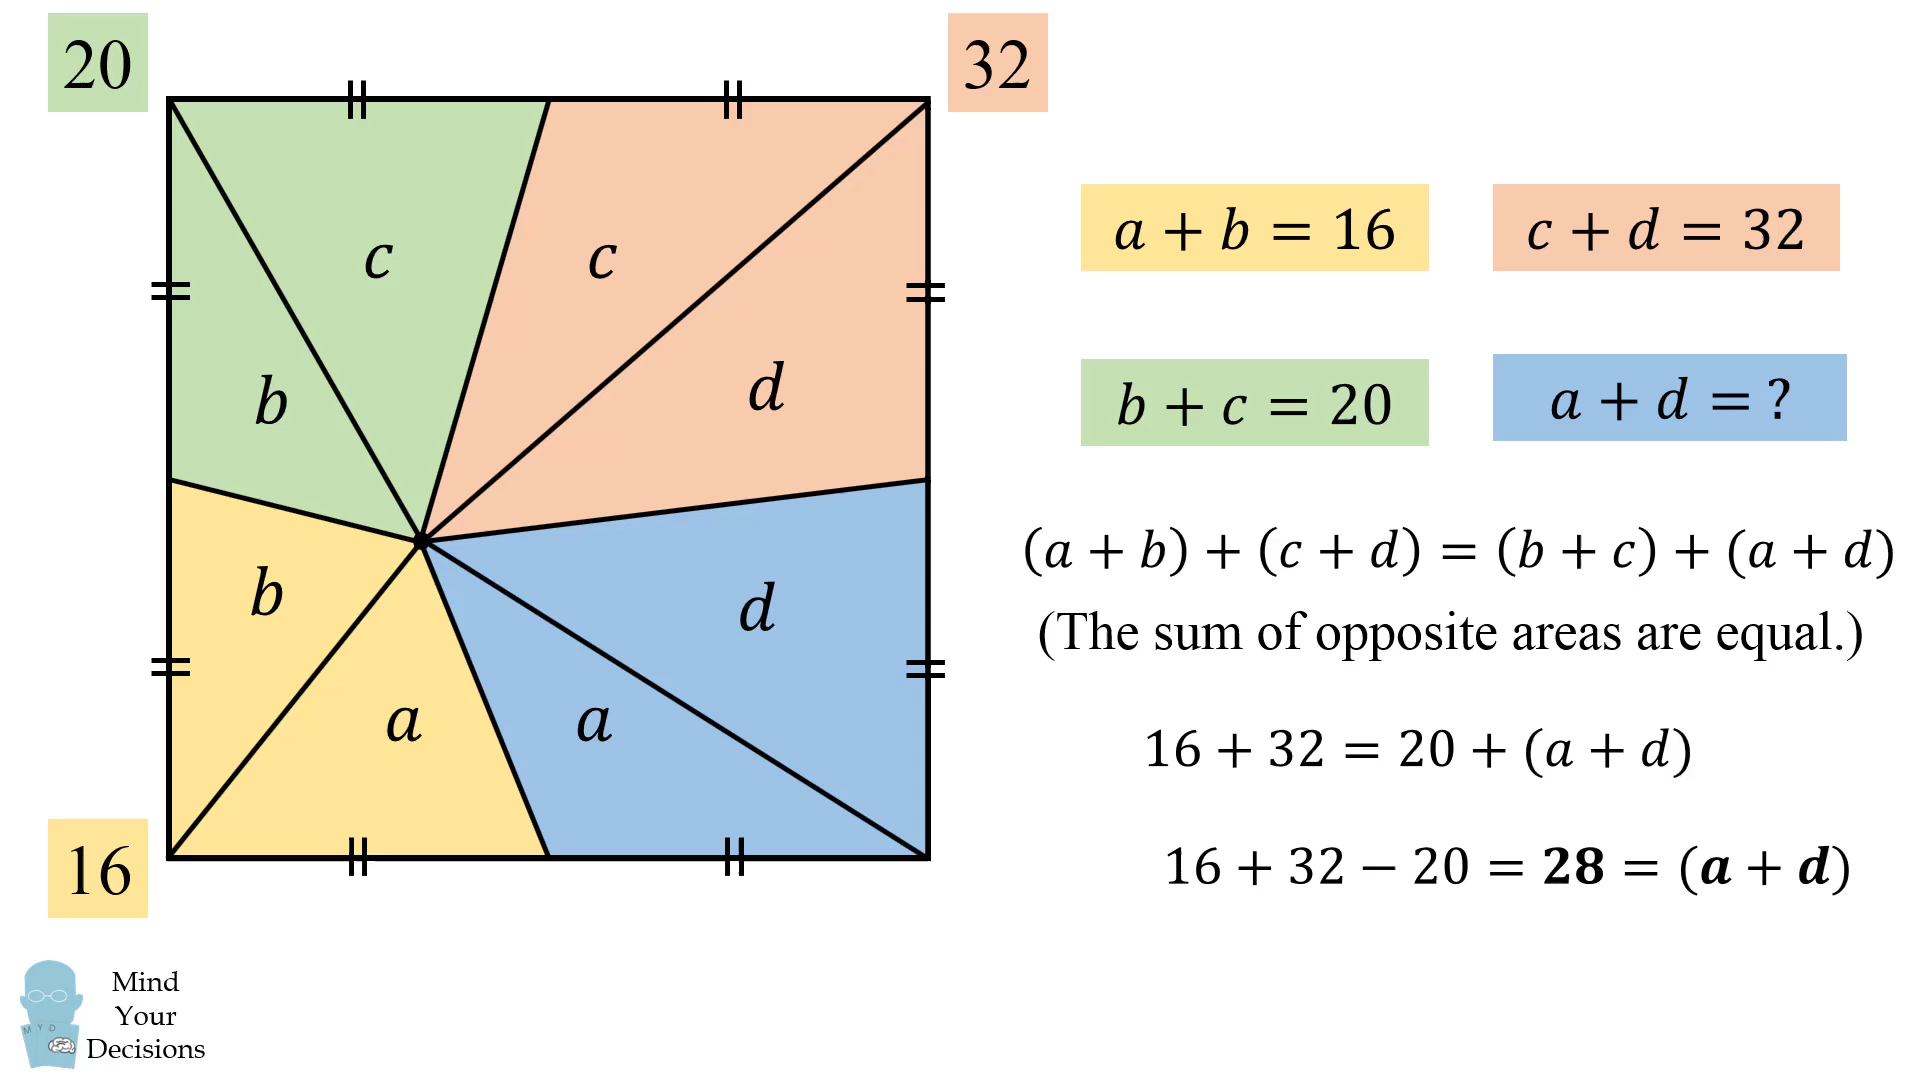 20
32
c
c
b
d
b
d
a
a
16
a + b = 16
c + d = 32
b + c = 20
a + d = ?
(a + b) + (c + d) = (b + c) + (a + d)
(The sum of opposite areas are equal.)
16 + 32 = 20 + (a + d)
16 + 32 − 20 = 28 = (a + d)
M Y D
Mind
Your
Decisions